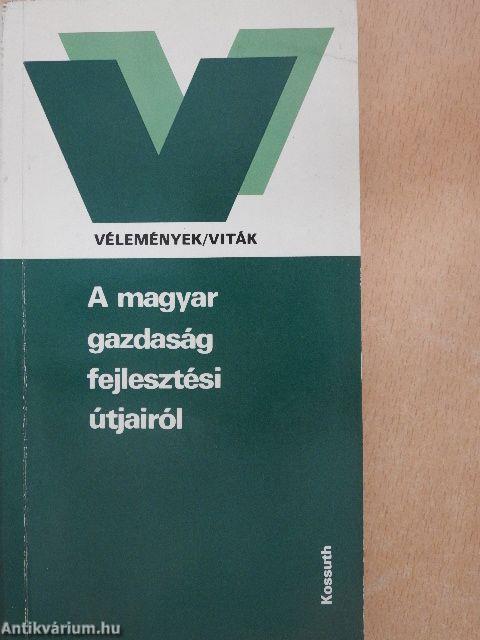 VÉLEMÉNYEK/VITÁK
A magyar
gazdaság
fejlesztési
útjairól
Kossuth
Antikvárium.hu